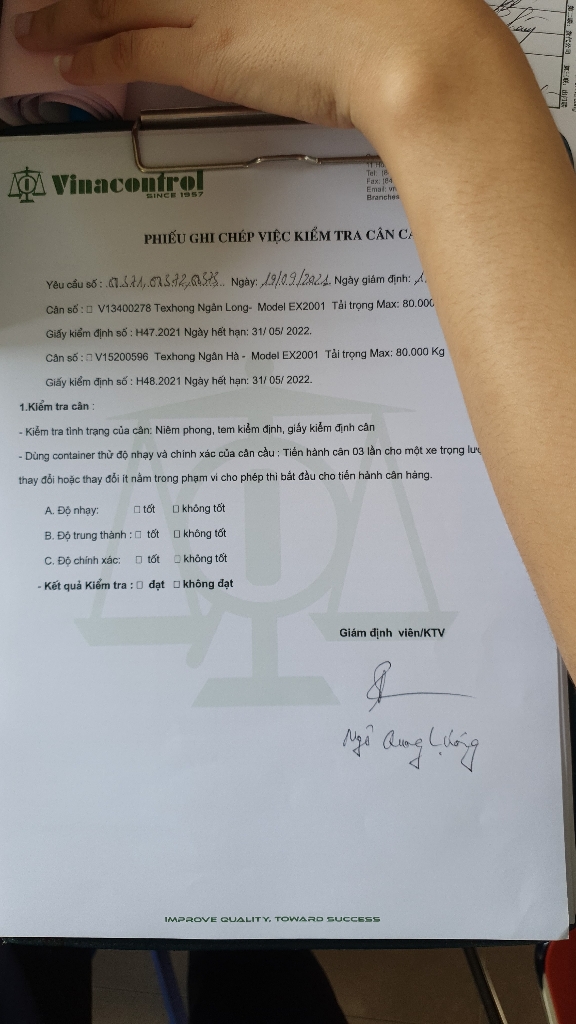 Vinacontrol
SINCE 1957
Tel: (8
Fax: (84
Email: vn
Branches
PHIẾU GHI CHÉP VIỆC KIỂM TRA CÂN
Yêu cầu số : Ngày: 19/09/2021 Ngày giám định:
Cân số : □ V13400278 Texhong Ngân Long- Model EX2001 Tải trọng Max: 80.000
Giấy kiểm định số : H47.2021 Ngày hết hạn: 31/ 05/ 2022.
Cân số : □ V15200596 Texhong Ngân Hà - Model EX2001 Tải trọng Max: 80.000 Kg
Giấy kiểm định số : H48.2021 Ngày hết hạn: 31/ 05/ 2022.
1.Kiểm tra cân :
- Kiểm tra tình trạng của cân: Niêm phong, tem kiểm định, giấy kiểm định cân
- Dùng container thử độ nhạy và chính xác của cân cầu : Tiến hành cân 03 lần cho một xe trọng
thay đổi hoặc thay đổi ít nằm trong phạm vi cho phép thì bắt đầu cho tiến hành cân hàng.
A. Độ nhạy: □ tốt □ không tốt
B. Độ trung thành : □ tốt □ không tốt
C. Độ chính xác: □ tốt □ không tốt
- Kết quả Kiểm tra : □ đạt □ không đạt
Giám định viên/KTV
Ngô Quang
IMPROVE QUALITY, TOWARD SUCCESS